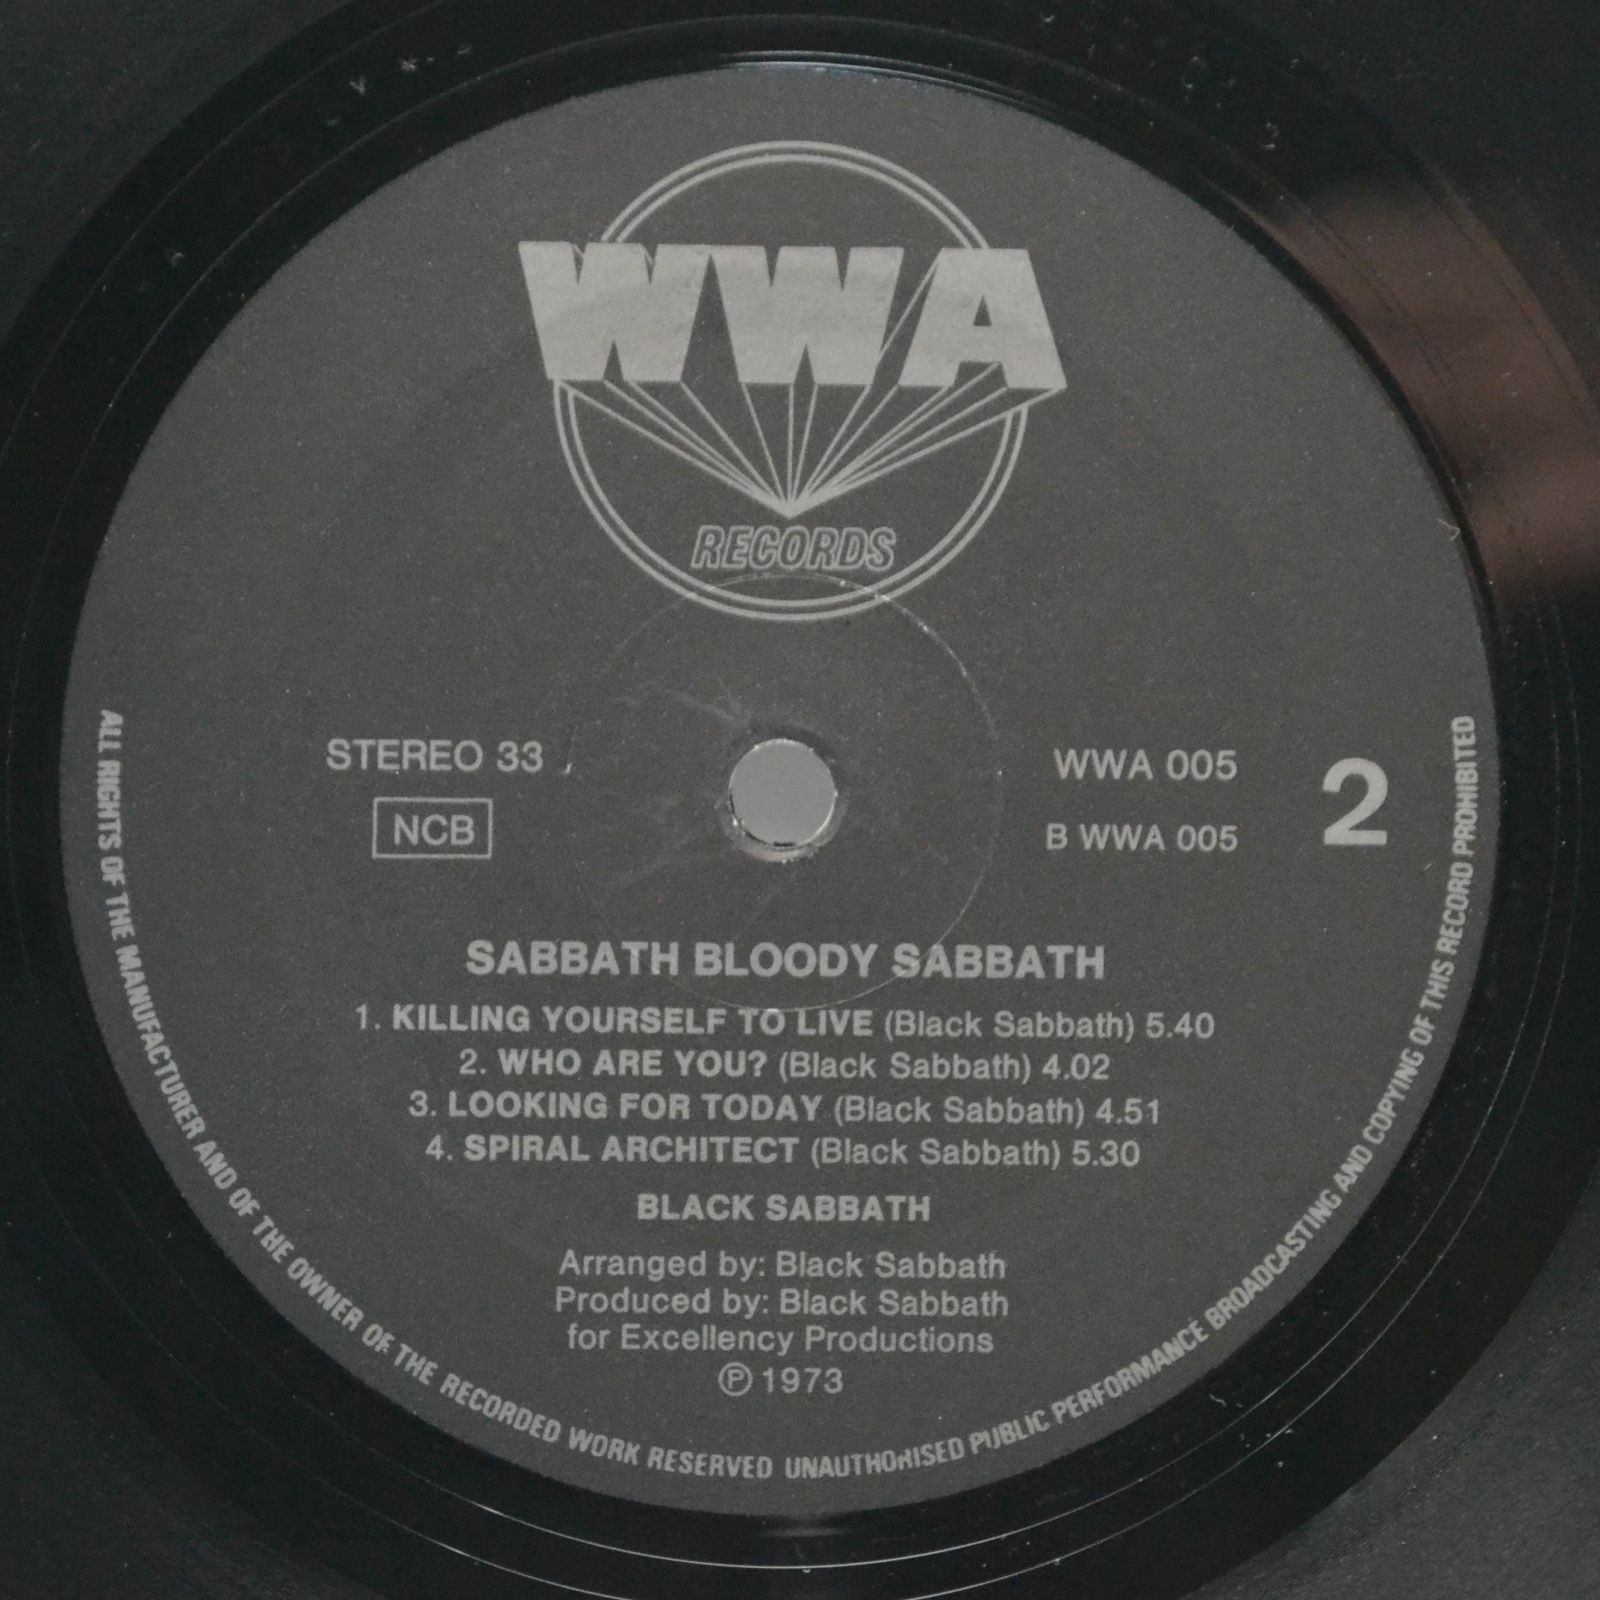 WWA
RECORDS
STEREO 33
NCB
WWA 005
B WWA 005
2
SABBATH BLOODY SABBATH
1. KILLING YOURSELF TO LIVE (Black Sabbath) 5.40
2. WHO ARE YOU? (Black Sabbath) 4.02
3. LOOKING FOR TODAY (Black Sabbath) 4.51
4. SPIRAL ARCHITECT (Black Sabbath) 5.30
BLACK SABBATH
Arranged by: Black Sabbath
Produced by: Black Sabbath
for Excellency Productions
℗ 1973
ALL RIGHTS OF THE MANUFACTURER AND OF THE OWNER OF THE RECORDED WORK RESERVED UNAUTHORISED PUBLIC PERFORMANCE BROADCASTING AND COPYING OF THIS RECORD PROHIBITED